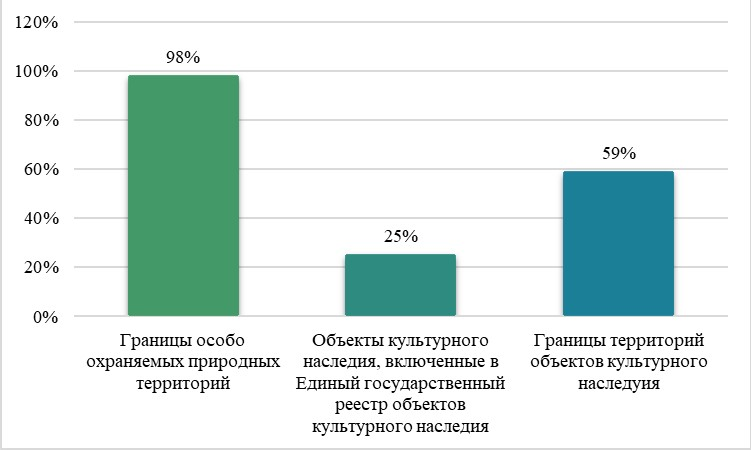 120%
98%
100%
80%
59%
60%
40%
25%
20%
0%
Границы особо
охраняемых природных
территорий
Объекты культурного
наследия, включенные в
Единый государственный
реестр объектов
культурного наследия
Границы территорий
объектов культурного
наследуия